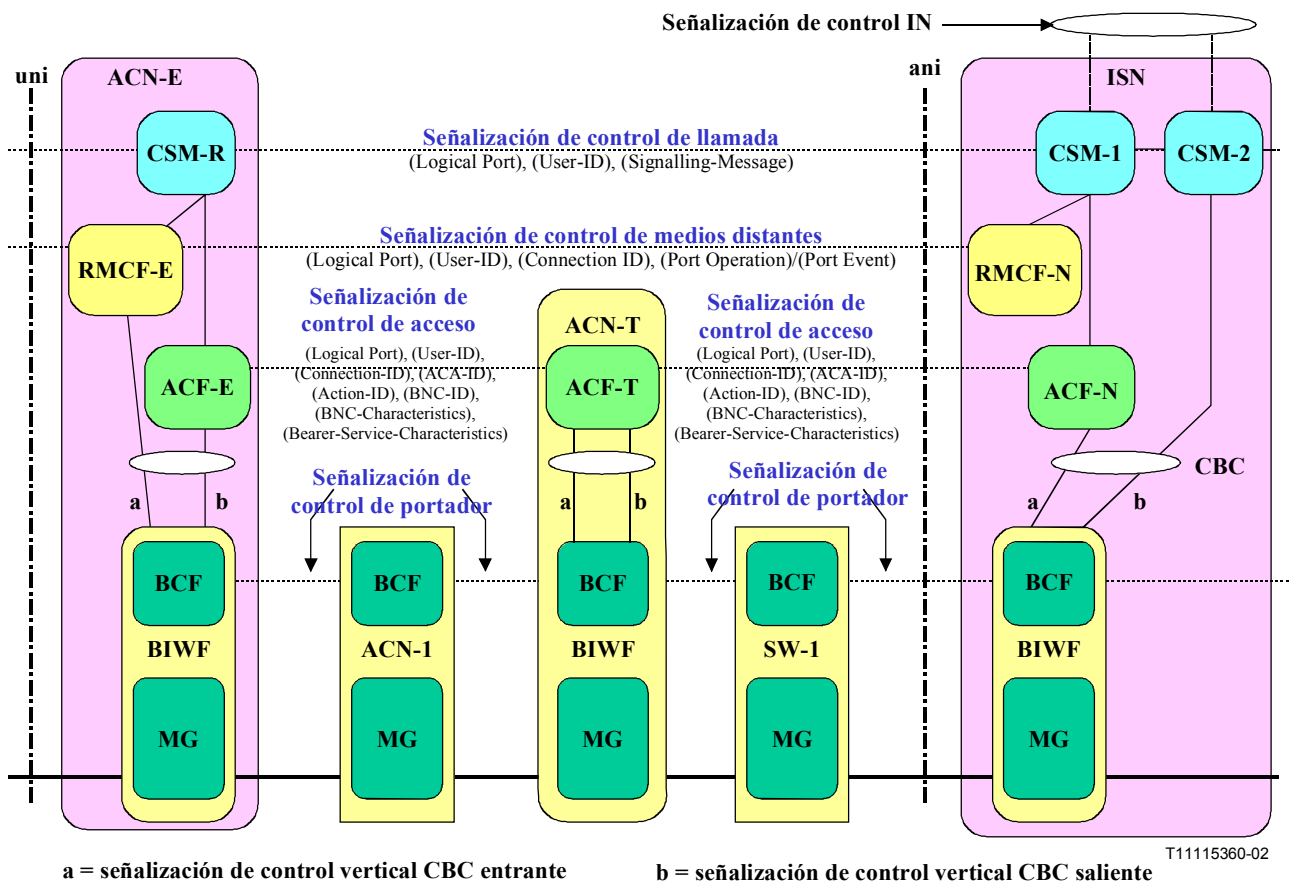 Señalización de control IN
uni
ACN-E
ani
ISN
CSM-R
Señalización de control de llamada
(Logical Port), (User-ID), (Signalling-Message)
CSM-1
CSM-2
RMCF-E
Señalización de control de medios distantes
(Logical Port), (User-ID), (Connection ID), (Port Operation)/(Port Event)
RMCF-N
Señalización de
control de acceso
(Logical Port), (User-ID),
(Connection-ID), (ACA-ID),
(Action-ID), (BNC-ID),
(BNC-Characteristics),
(Bearer-Service-Characteristics)
ACN-T
Señalización de
control de acceso
(Logical Port), (User-ID),
(Connection-ID), (ACA-ID),
(Action-ID), (BNC-ID),
(BNC-Characteristics),
(Bearer-Service-Characteristics)
ACF-E
ACF-T
ACF-N
CBC
a
b
Señalización de
control de portador
a
b
Señalización de
control de portador
a
b
BCF
BCF
BCF
BCF
BCF
BIWF
ACN-1
BIWF
SW-1
BIWF
MG
MG
MG
MG
MG
T11115360-02
a = señalización de control vertical CBC entrante
b = señalización de control vertical CBC saliente